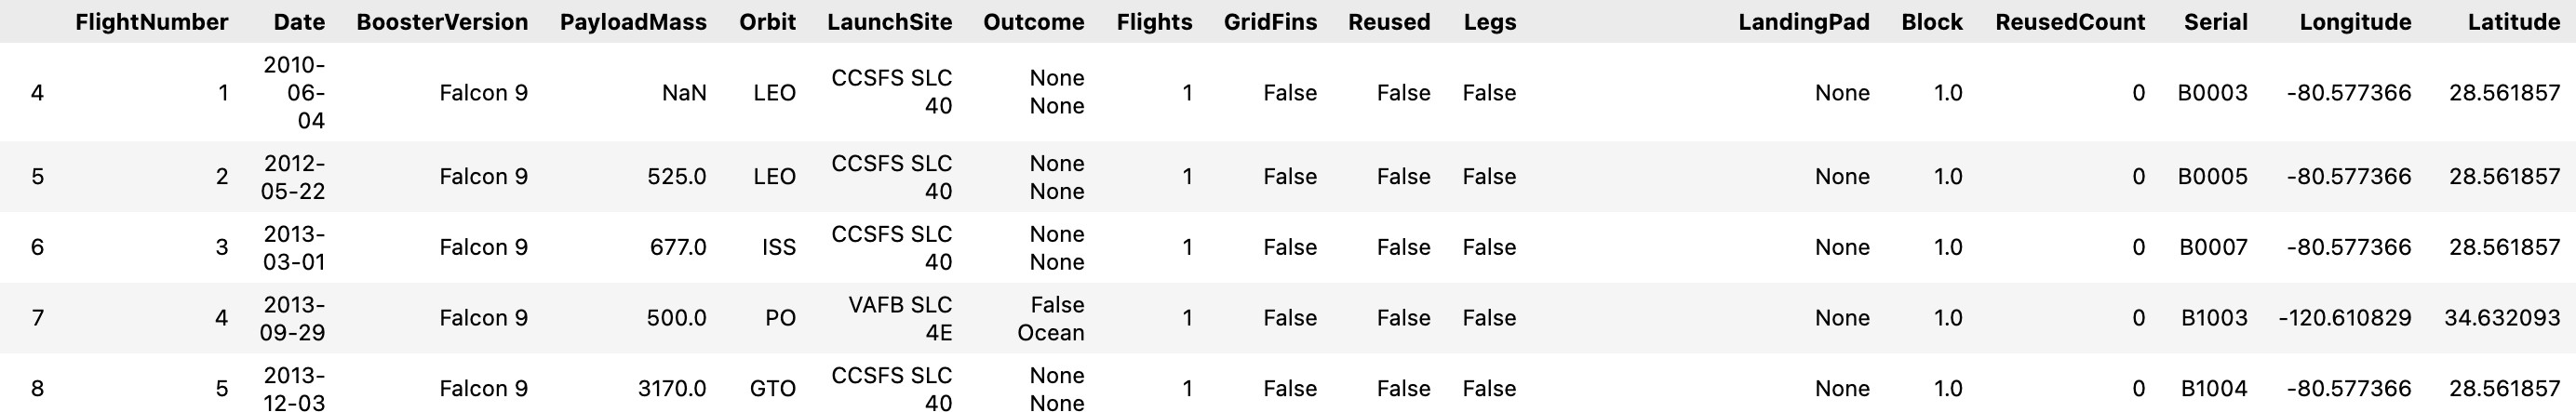 FlightNumber Date BoosterVersion PayloadMass Orbit LaunchSite Outcome Flights GridFins Reused Legs LandingPad Block ReusedCount Serial Longitude Latitude
4 1 2010-06-04 Falcon 9 NaN LEO CCSFS SLC 40 None None 1 False False False None 1.0 0 B0003 -80.577366 28.561857
5 2 2012-05-22 Falcon 9 525.0 LEO CCSFS SLC 40 None None 1 False False False None 1.0 0 B0005 -80.577366 28.561857
6 3 2013-03-01 Falcon 9 677.0 ISS CCSFS SLC 40 None None 1 False False False None 1.0 0 B0007 -80.577366 28.561857
7 4 2013-09-29 Falcon 9 500.0 PO VAFB SLC 4E False Ocean 1 False False False None 1.0 0 B1003 -120.610829 34.632093
8 5 2013-12-03 Falcon 9 3170.0 GTO CCSFS SLC 40 None None 1 False False False None 1.0 0 B1004 -80.577366 28.561857